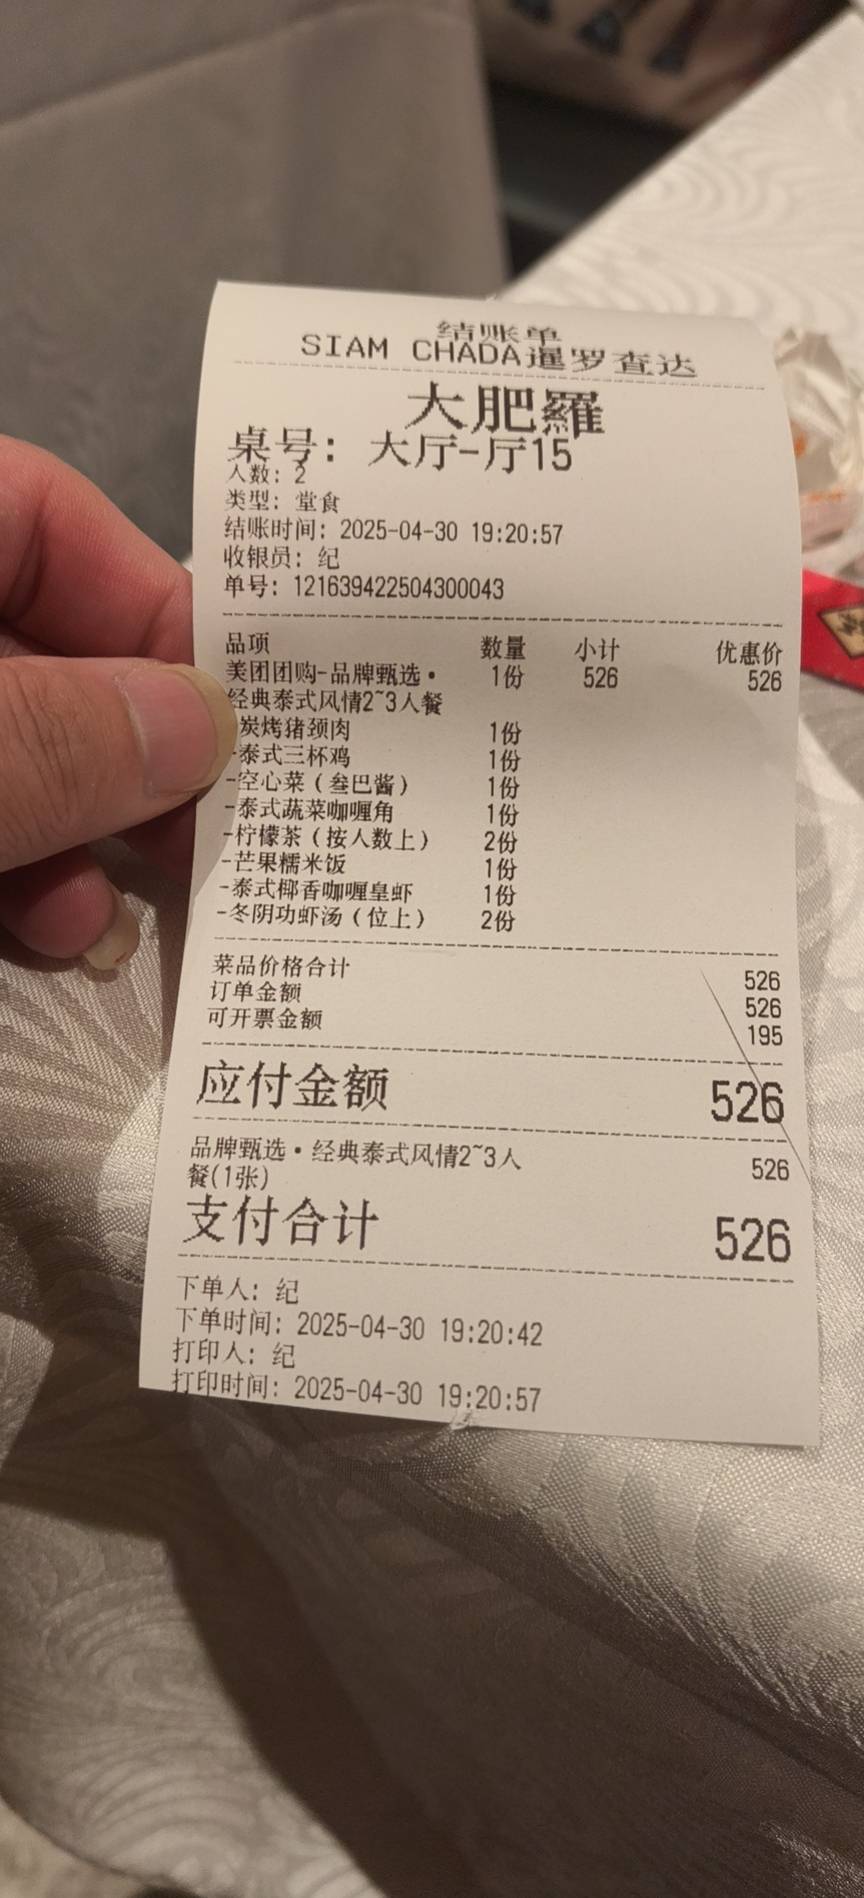 结账单
SIAM CHADA暹罗查达
大肥羅
桌号: 大厅-厅15
人数: 2
类型: 堂食
结账时间: 2025-04-30 19:20:57
收银员: 纪
单号: 121639422504300043
品项 数量 小计 优惠价
美团团购-品牌甄选· 1份 526 526
经典泰式风情2~3人餐
炭烤猪颈肉 1份
-泰式三杯鸡 1份
-空心菜（叁巴酱） 1份
-泰式蔬菜咖喱角 1份
-柠檬茶（按人数上） 2份
-芒果糯米饭 1份
-泰式椰香咖喱皇虾 1份
-冬阴功虾汤（位上） 2份
菜品价格合计 526
订单金额 526
可开票金额 195
应付金额 526
品牌甄选·经典泰式风情2~3人 526
餐(1张)
支付合计 526
下单人: 纪
下单时间: 2025-04-30 19:20:42
打印人: 纪
打印时间: 2025-04-30 19:20:57